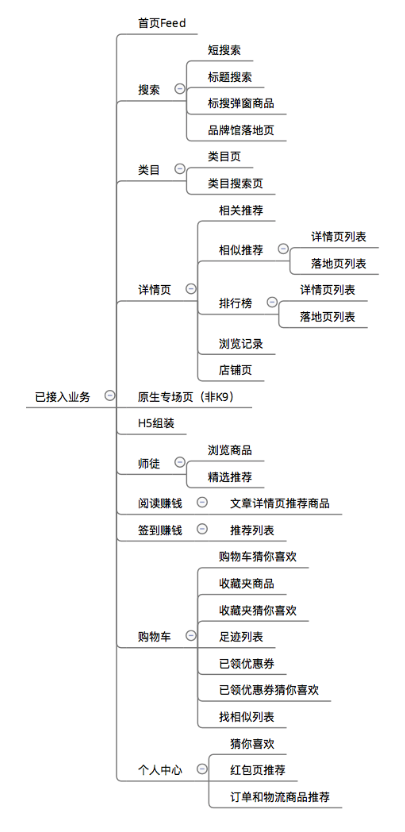 首页Feed
搜索
短搜索
标题搜索
标搜弹窗商品
品牌馆落地页
类目
类目页
类目搜索页
详情页
相关推荐
相似推荐
详情页列表
落地页列表
排行榜
详情页列表
落地页列表
浏览记录
店铺页
已接入业务
原生专场页（非K9）
H5组装
师徒
浏览商品
精选推荐
阅读赚钱
文章详情页推荐商品
签到赚钱
推荐列表
购物车
购物车猜你喜欢
收藏夹商品
收藏夹猜你喜欢
足迹列表
已领优惠券
已领优惠券猜你喜欢
找相似列表
个人中心
猜你喜欢
红包页推荐
订单和物流商品推荐